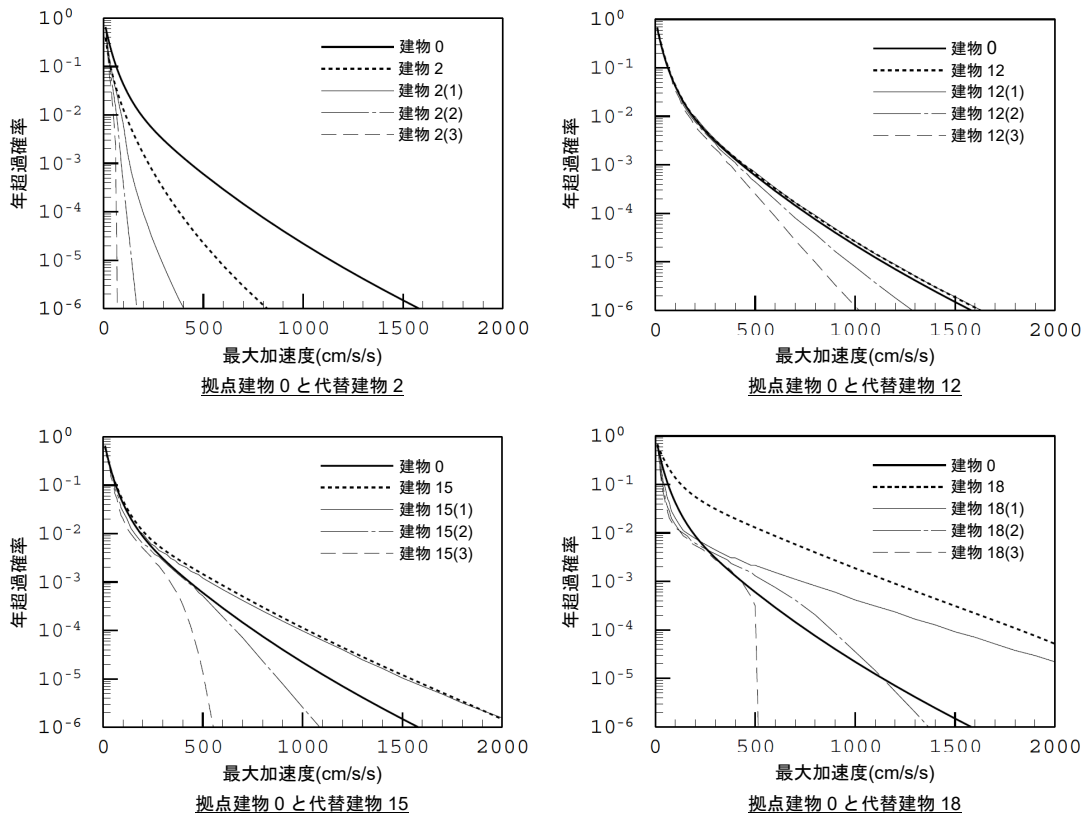 10^0
10^-1
10^-2
10^-3
10^-4
10^-5
10^-6
年超過確率
建物 0
建物 2
建物 2(1)
建物 2(2)
建物 2(3)
0 500 1000 1500 2000
最大加速度(cm/s/s)
拠点建物 0 と代替建物 2
10^0
10^-1
10^-2
10^-3
10^-4
10^-5
10^-6
年超過確率
建物 0
建物 12
建物 12(1)
建物 12(2)
建物 12(3)
0 500 1000 1500 2000
最大加速度(cm/s/s)
拠点建物 0 と代替建物 12
10^0
10^-1
10^-2
10^-3
10^-4
10^-5
10^-6
年超過確率
建物 0
建物 15
建物 15(1)
建物 15(2)
建物 15(3)
0 500 1000 1500 2000
最大加速度(cm/s/s)
拠点建物 0 と代替建物 15
10^0
10^-1
10^-2
10^-3
10^-4
10^-5
10^-6
年超過確率
建物 0
建物 18
建物 18(1)
建物 18(2)
建物 18(3)
0 500 1000 1500 2000
最大加速度(cm/s/s)
拠点建物 0 と代替建物 18